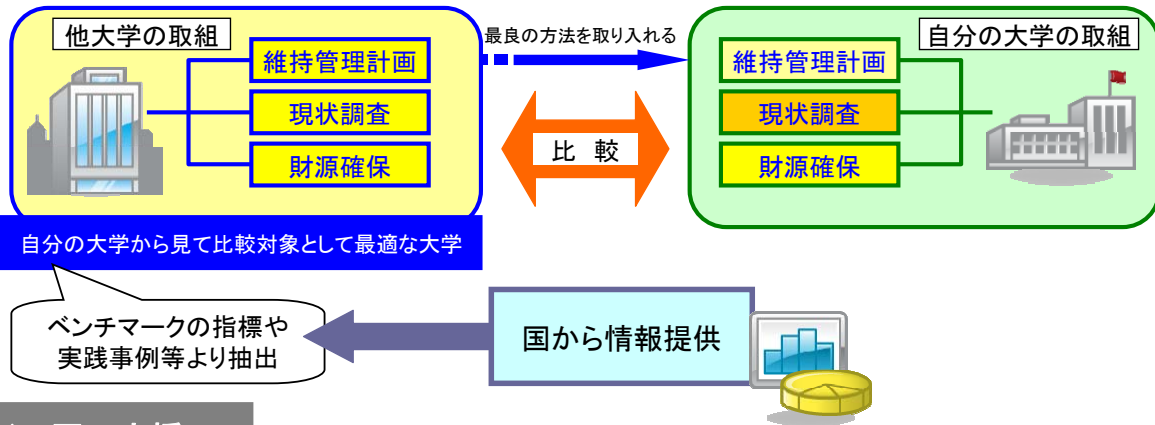 他大学の取組
維持管理計画
現状調査
財源確保
最良の方法を取り入れる
比 較
自分の大学の取組
維持管理計画
現状調査
財源確保
自分の大学から見て比較対象として最適な大学
ベンチマークの指標や
実践事例等より抽出
国から情報提供